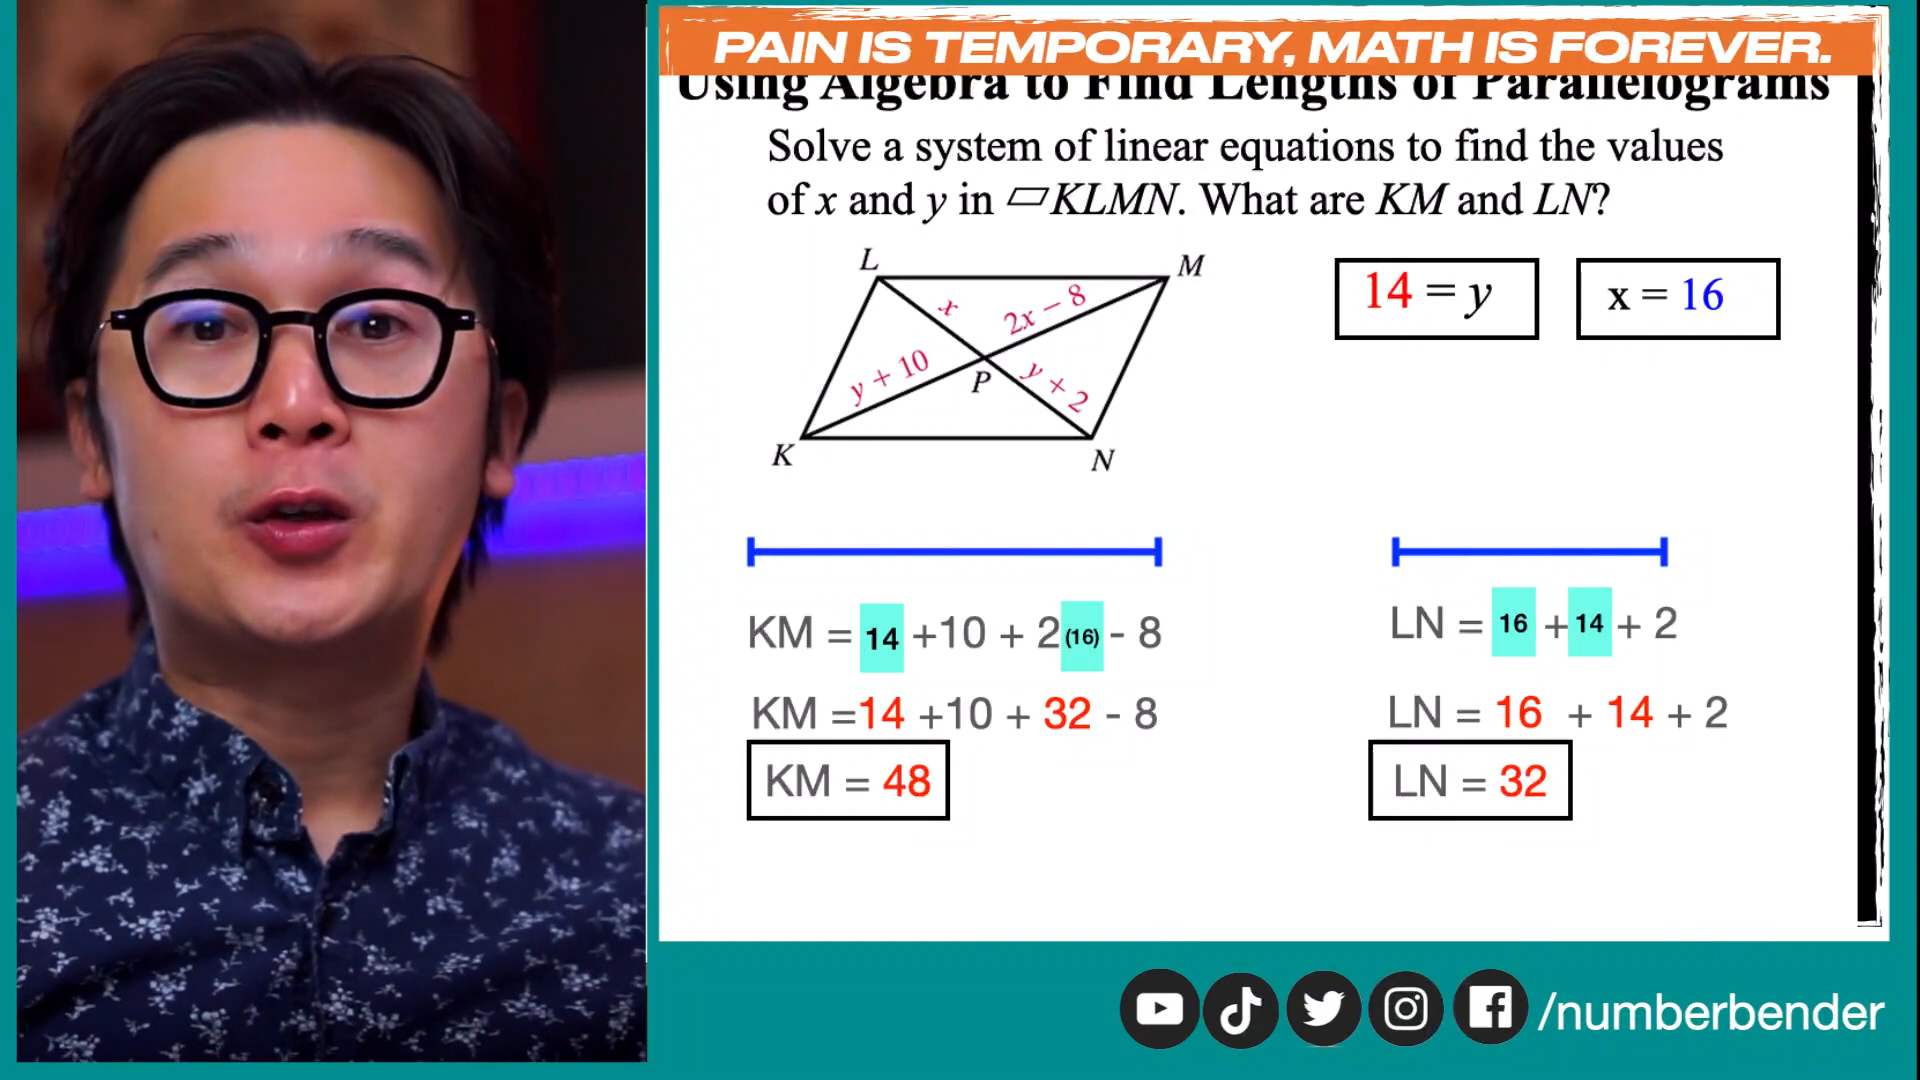 PAIN IS TEMPORARY, MATH IS FOREVER.
Using Algebra to Find Lengths of Parallelograms
Solve a system of linear equations to find the values
of x and y in ▱KLMN. What are KM and LN?
L
M
x
2x − 8
14 = y
x = 16
y + 10
P
y + 2
K
N
KM = 14 +10 + 2(16) - 8
LN = 16 + 14 + 2
KM =14 +10 + 32 - 8
LN = 16 + 14 + 2
KM = 48
LN = 32
/numberbender